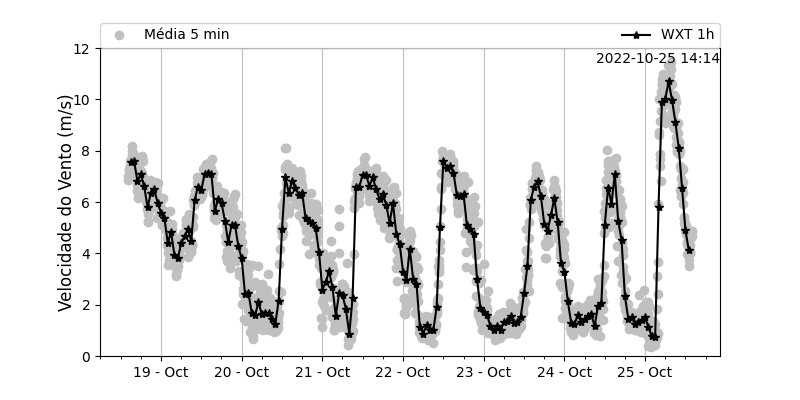 Média 5 min
WXT 1h
2022-10-25 14:14
Velocidade do Vento (m/s)
12
10
8
6
4
2
0
19 - Oct
20 - Oct
21 - Oct
22 - Oct
23 - Oct
24 - Oct
25 - Oct